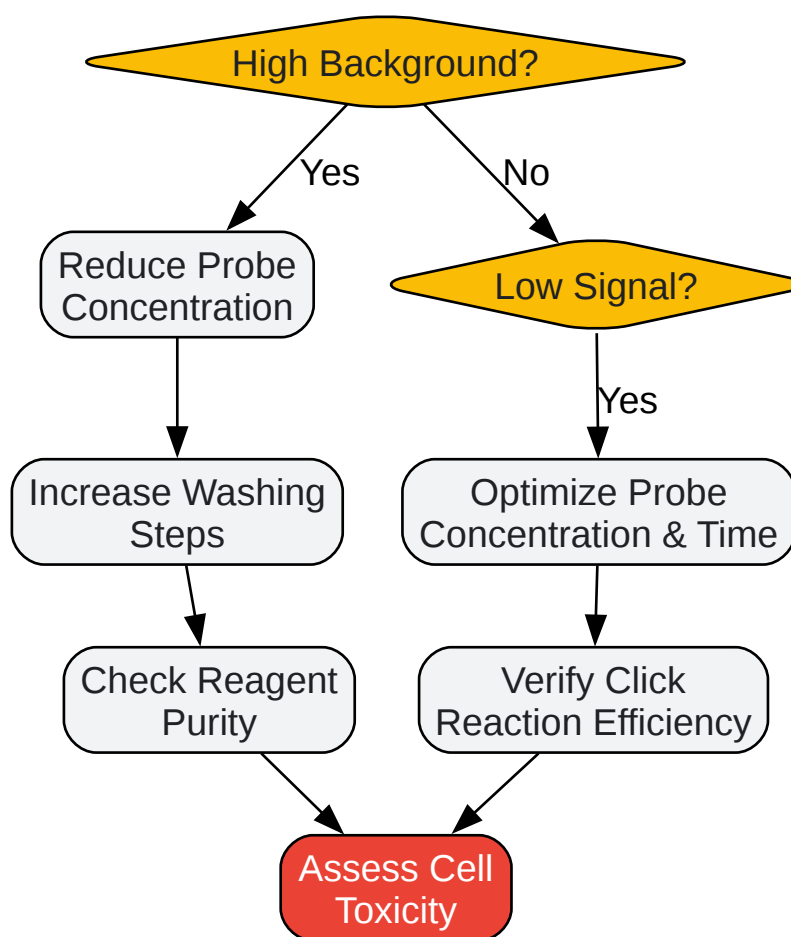 High Background?
Yes
No
Reduce Probe
Concentration
Low Signal?
Yes
Increase Washing
Steps
Optimize Probe
Concentration & Time
Check Reagent
Purity
Verify Click
Reaction Efficiency
Assess Cell
Toxicity